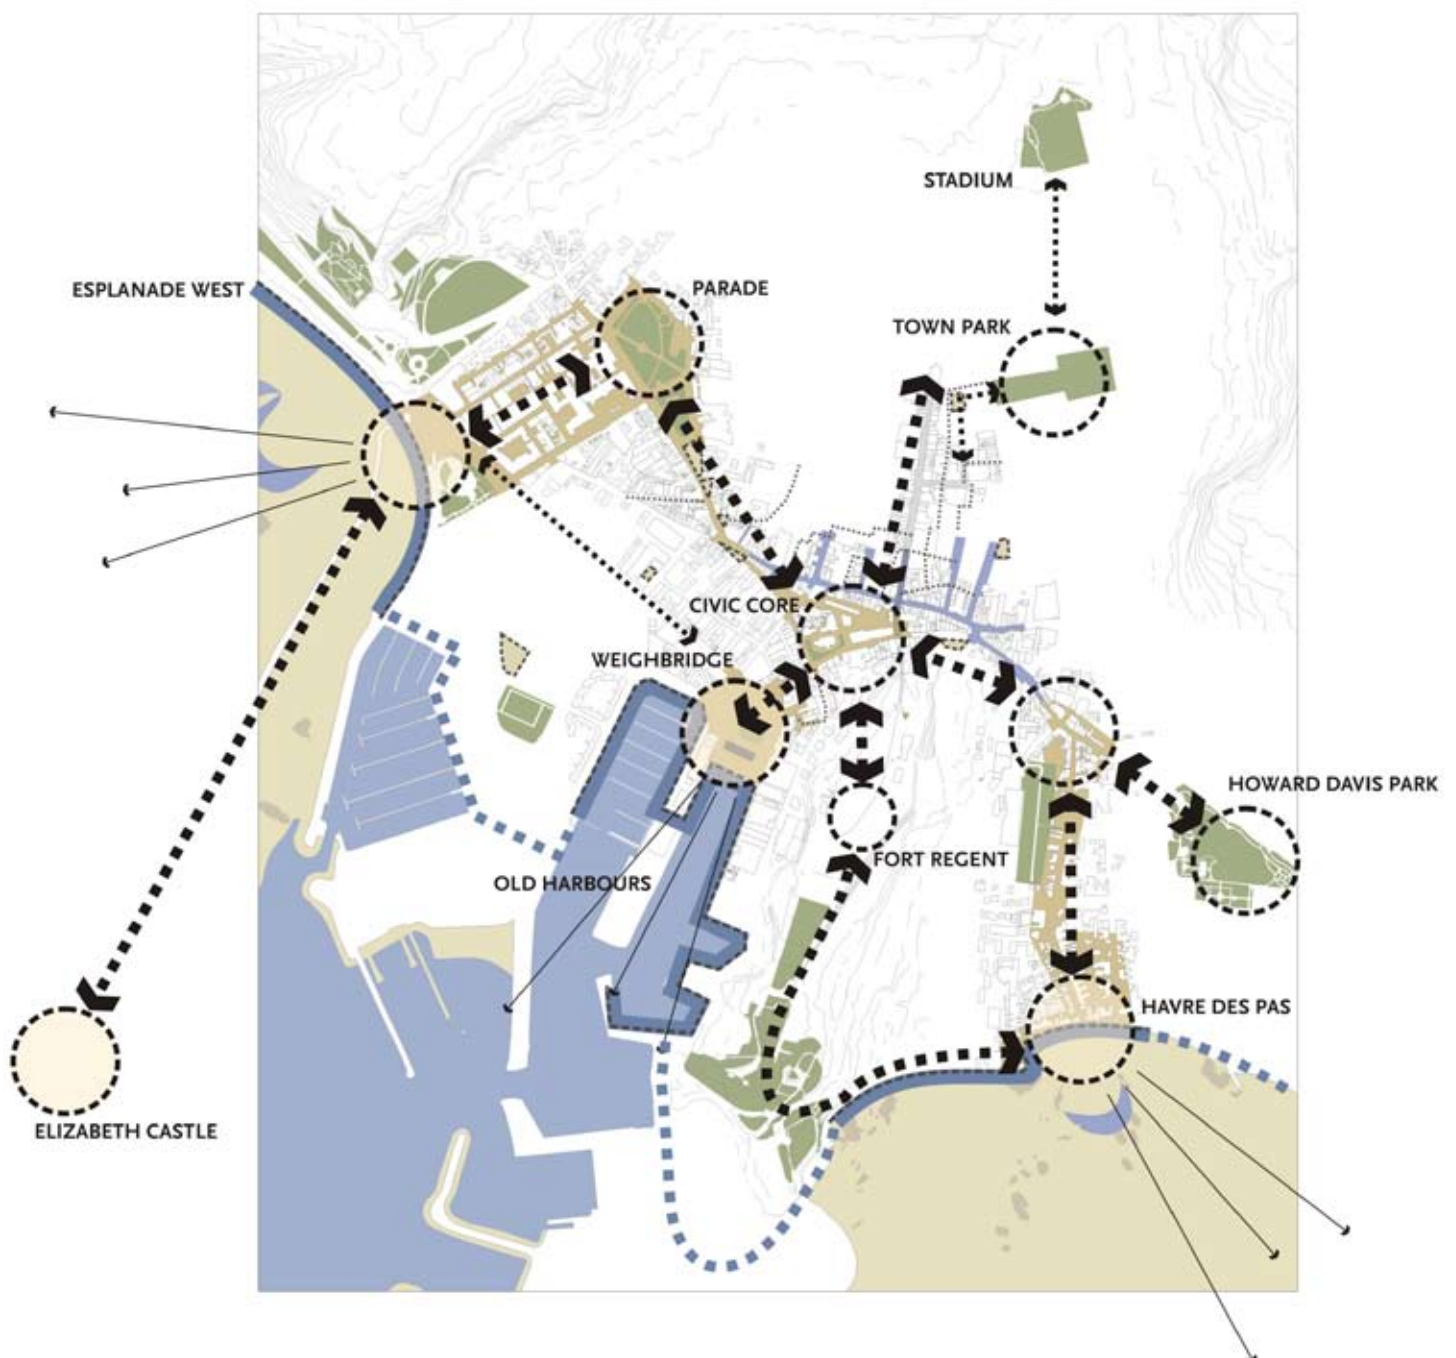 STADIUM
ESPLANADE WEST
PARADE
TOWN PARK
CIVIC CORE
WEIGHBRIDGE
HOWARD DAVIS PARK
FORT REGENT
OLD HARBOURS
HAVRE DES PAS
ELIZABETH CASTLE